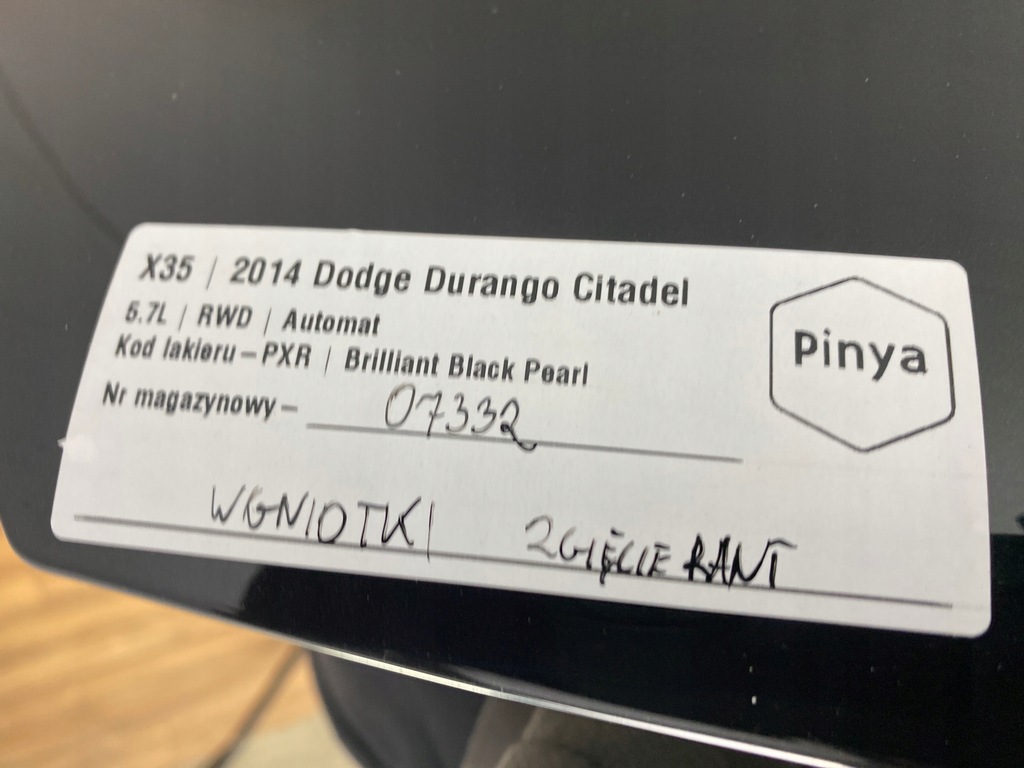 X35 | 2014 Dodge Durango Citadel
5.7L | RWD | Automat
Kod lakieru – PXR | Brilliant Black Pearl
Nr magazynowy – 07332
Pinya
WGNIOTKI ZGIĘCIE RANT